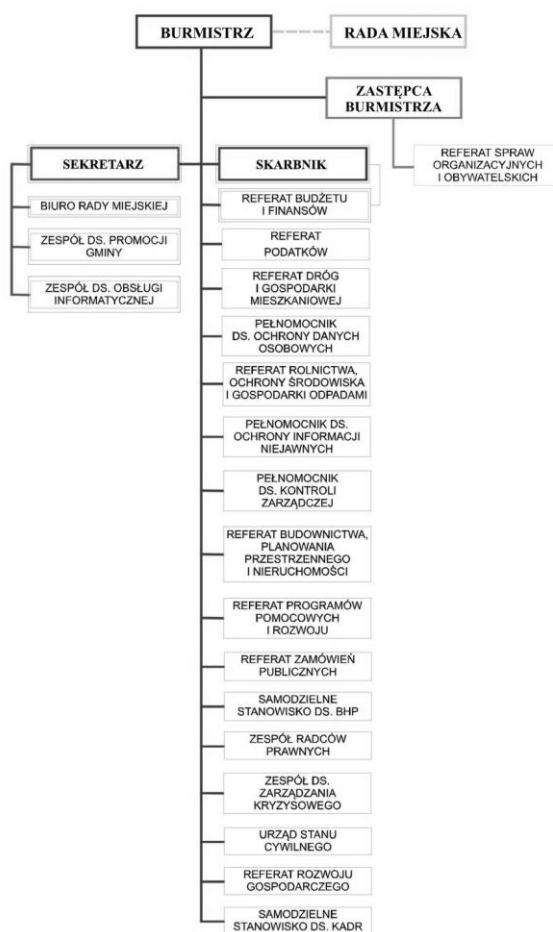 BURMISTRZ
RADA MIEJSKA
ZASTĘPCA
BURMISTRZA
REFERAT SPRAW
ORGANIZACYJNYCH
I OBYWATELSKICH
SEKRETARZ
BIURO RADY MIEJSKIEJ
ZESPÓŁ DS. PROMOCJI
GMINY
ZESPÓŁ DS. OBSŁUGI
INFORMATYCZNEJ
SKARBNIK
REFERAT BUDŻETU
I FINANSÓW
REFERAT
PODATKÓW
REFERAT DRÓG
I GOSPODARKI
MIESZKANIOWEJ
PEŁNOMOCNIK
DS. OCHRONY DANYCH
OSOBOWYCH
REFERAT ROLNICTWA,
OCHRONY ŚRODOWISKA
I GOSPODARKI ODPADAMI
PEŁNOMOCNIK DS.
OCHRONY INFORMACJI
NIEJAWNYCH
PEŁNOMOCNIK
DS. KONTROLI
ZARZĄDCZEJ
REFERAT BUDOWNICTWA,
PLANOWANIA
PRZESTRZENNEGO
I NIERUCHOMOŚCI
REFERAT PROGRAMÓW
POMOCOWYCH
I ROZWOJU
REFERAT ZAMÓWIEŃ
PUBLICZNYCH
SAMODZIELNE
STANOWISKO DS. BHP
ZESPÓŁ RADCÓW
PRAWNYCH
ZESPÓŁ DS.
ZARZĄDZANIA
KRYZYSOWEGO
URZĄD STANU
CYWILNEGO
REFERAT ROZWOJU
GOSPODARCZEGO
SAMODZIELNE
STANOWISKO DS. KADR